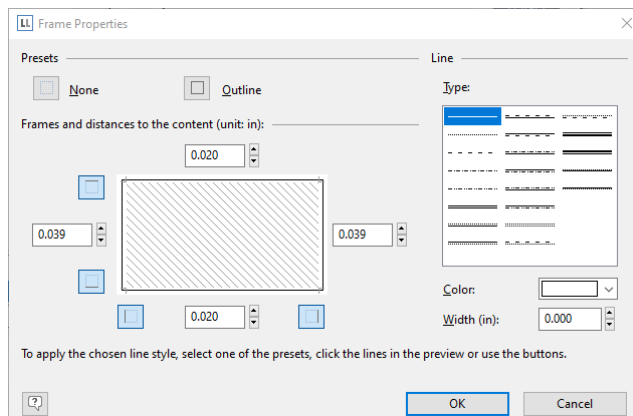 LL Frame Properties
Presets
None
Outline
Frames and distances to the content (unit: in):
0.020
0.039
0.039
0.020
Line
Type:
Color:
Width (in):
0.000
To apply the chosen line style, select one of the presets, click the lines in the preview or use the buttons.
?
OK
Cancel